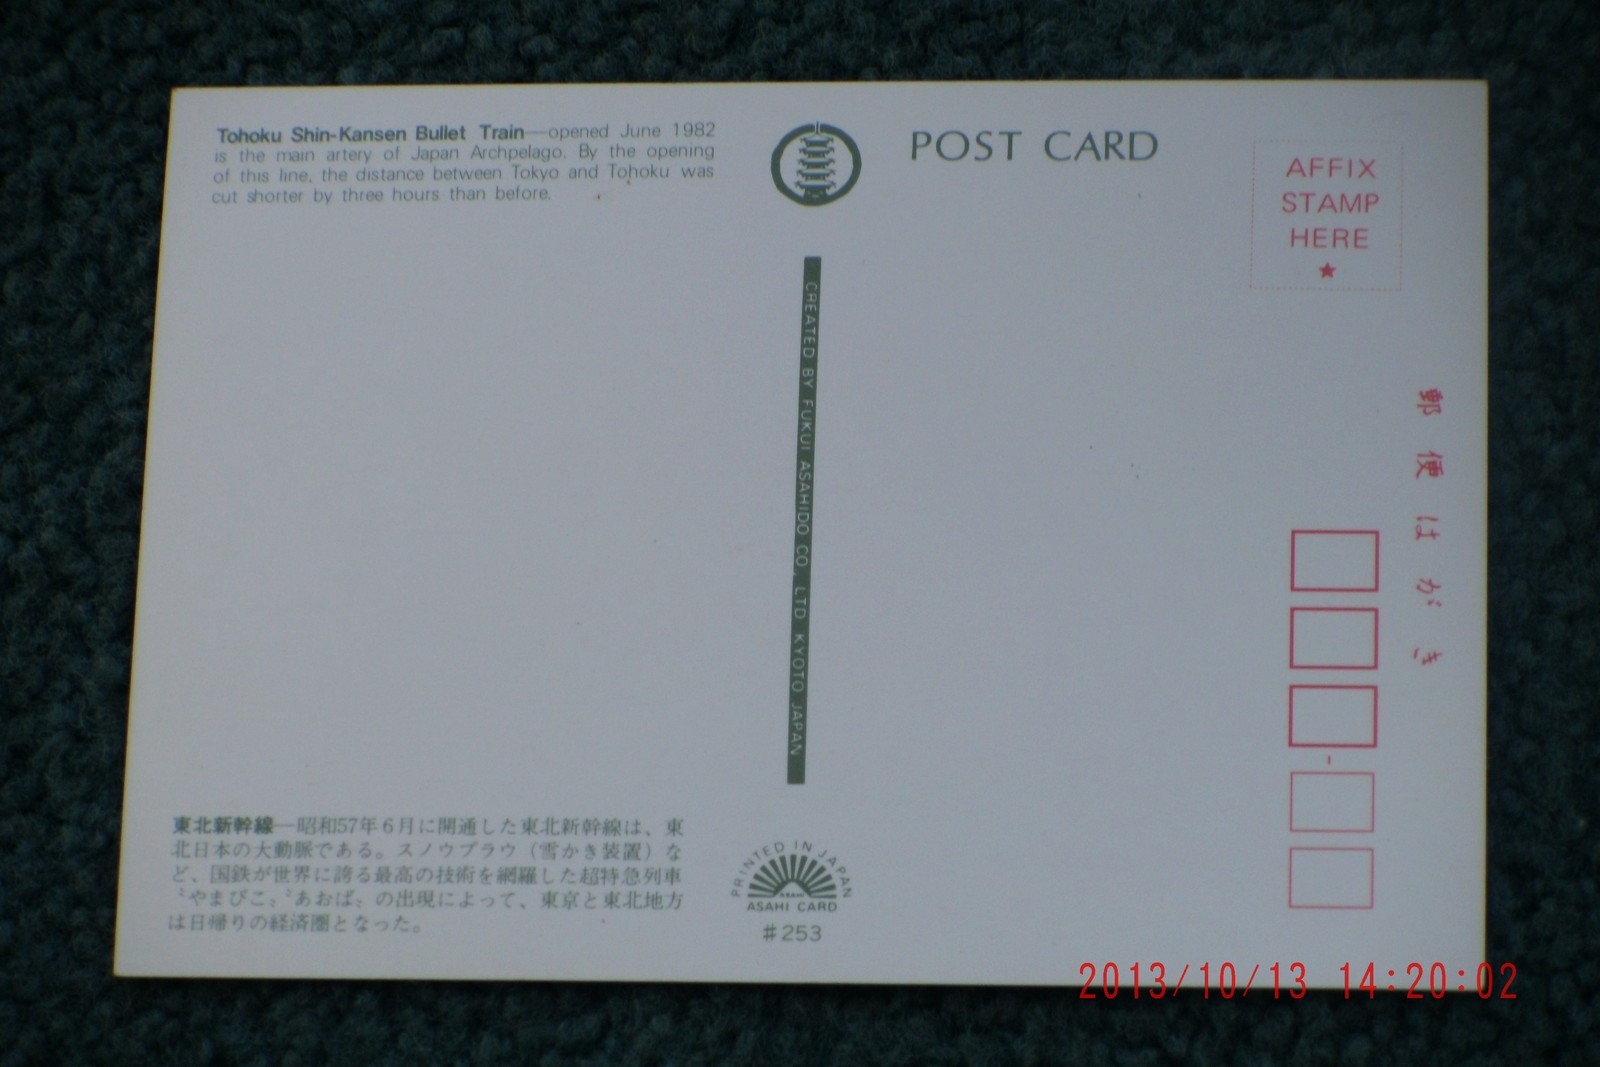 Tohoku Shin-Kansen Bullet Train—opened June 1982
is the main artery of Japan Archpelago. By the opening
of this line, the distance between Tokyo and Tohoku was
cut shorter by three hours than before.
POST CARD
AFFIX
STAMP
HERE
★
CREATED BY FUKUI ASAHIDO CO., LTD. KYOTO JAPAN
郵便はがき
東北新幹線—昭和57年6月に開通した東北新幹線は、東
北日本の大動脈である。スノウプラウ（雪かき装置）な
ど、国鉄が世界に誇る最高の技術を網羅した超特急列車
〝やまびこ〟〝あおば〟の出現によって、東京と東北地方
は日帰りの経済圏となった。
PRINTED IN JAPAN
ASAHI
ASAHI CARD
#253
2013/10/13 14:20:02